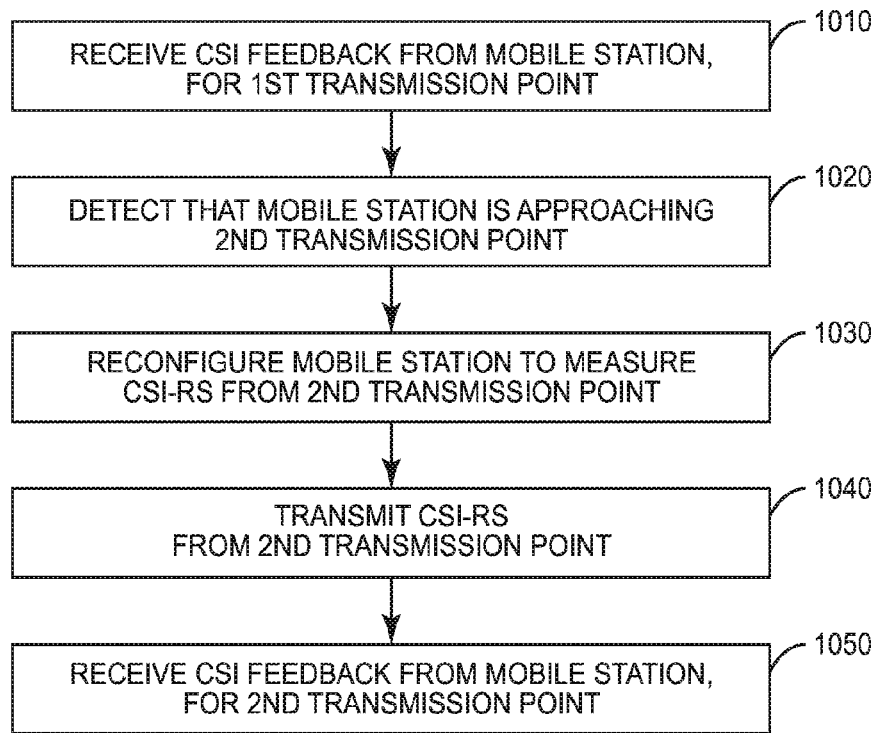 1010
RECEIVE CSI FEEDBACK FROM MOBILE STATION,
FOR 1ST TRANSMISSION POINT
1020
DETECT THAT MOBILE STATION IS APPROACHING
2ND TRANSMISSION POINT
1030
RECONFIGURE MOBILE STATION TO MEASURE
CSI-RS FROM 2ND TRANSMISSION POINT
1040
TRANSMIT CSI-RS
FROM 2ND TRANSMISSION POINT
1050
RECEIVE CSI FEEDBACK FROM MOBILE STATION,
FOR 2ND TRANSMISSION POINT